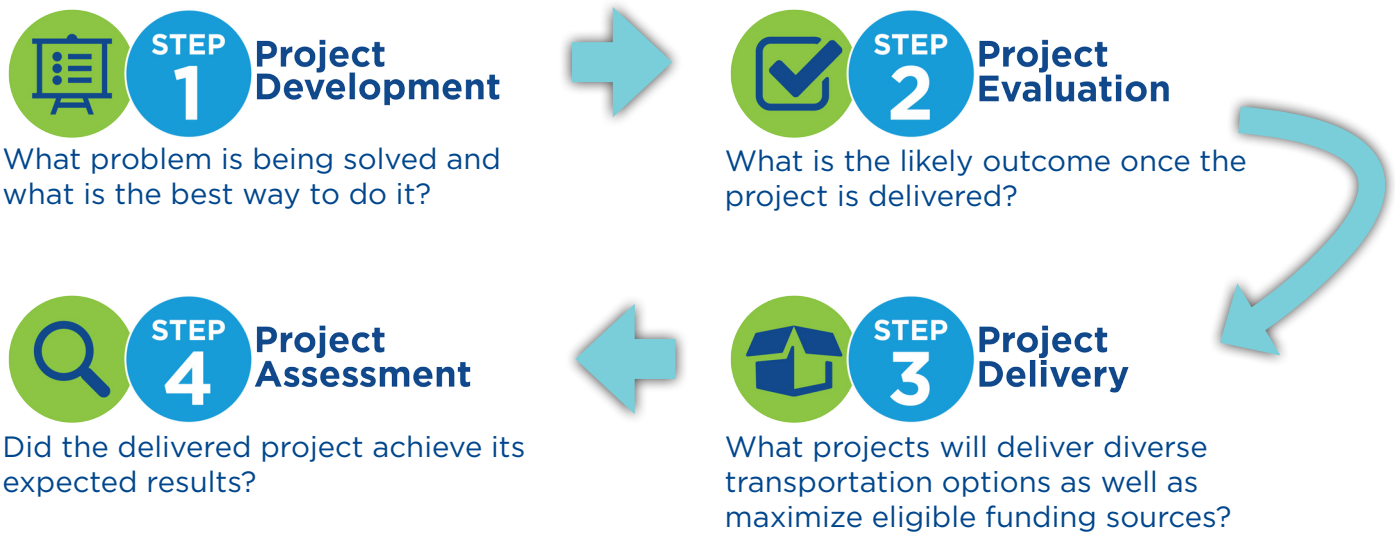 STEP
1
Project
Development
What problem is being solved and
what is the best way to do it?
STEP
2
Project
Evaluation
What is the likely outcome once the
project is delivered?
STEP
3
Project
Delivery
What projects will deliver diverse
transportation options as well as
maximize eligible funding sources?
STEP
4
Project
Assessment
Did the delivered project achieve its
expected results?